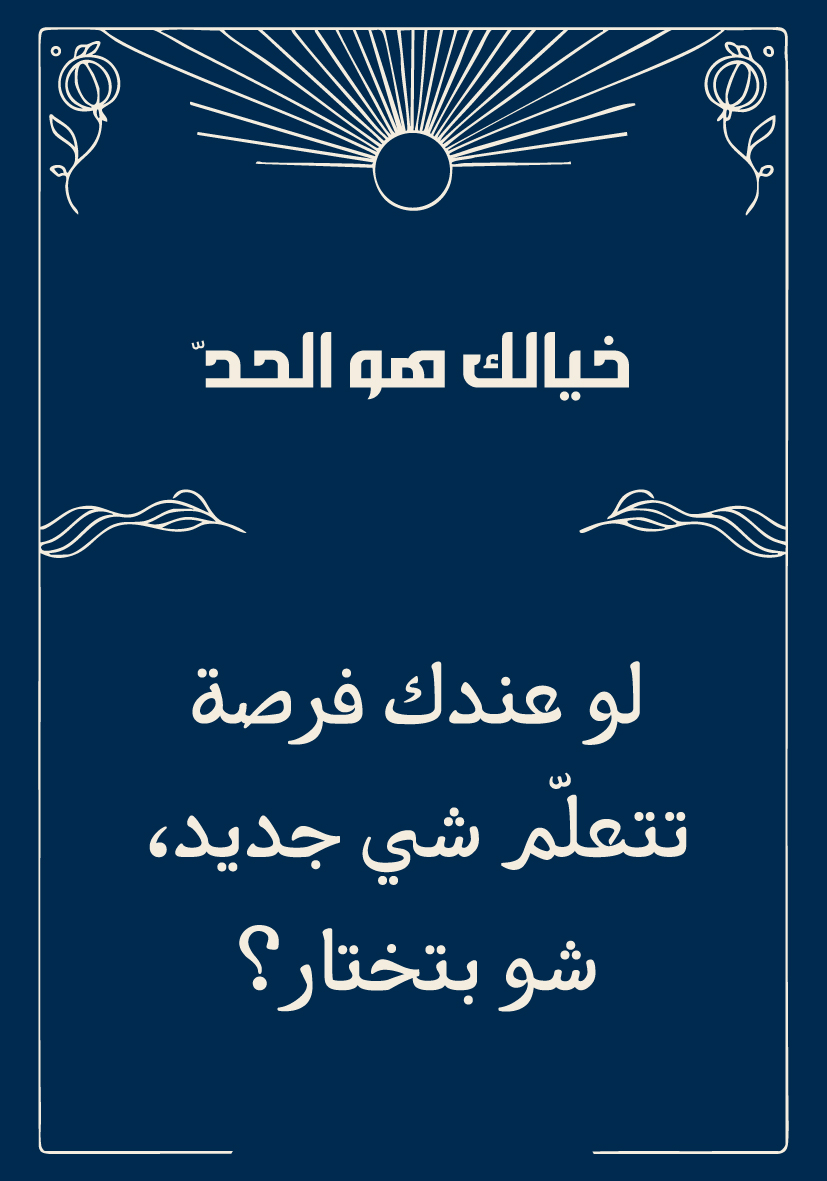 خيالك هو الحدّ
لو عندك فرصة
تتعلّم شي جديد،
شو بتختار؟